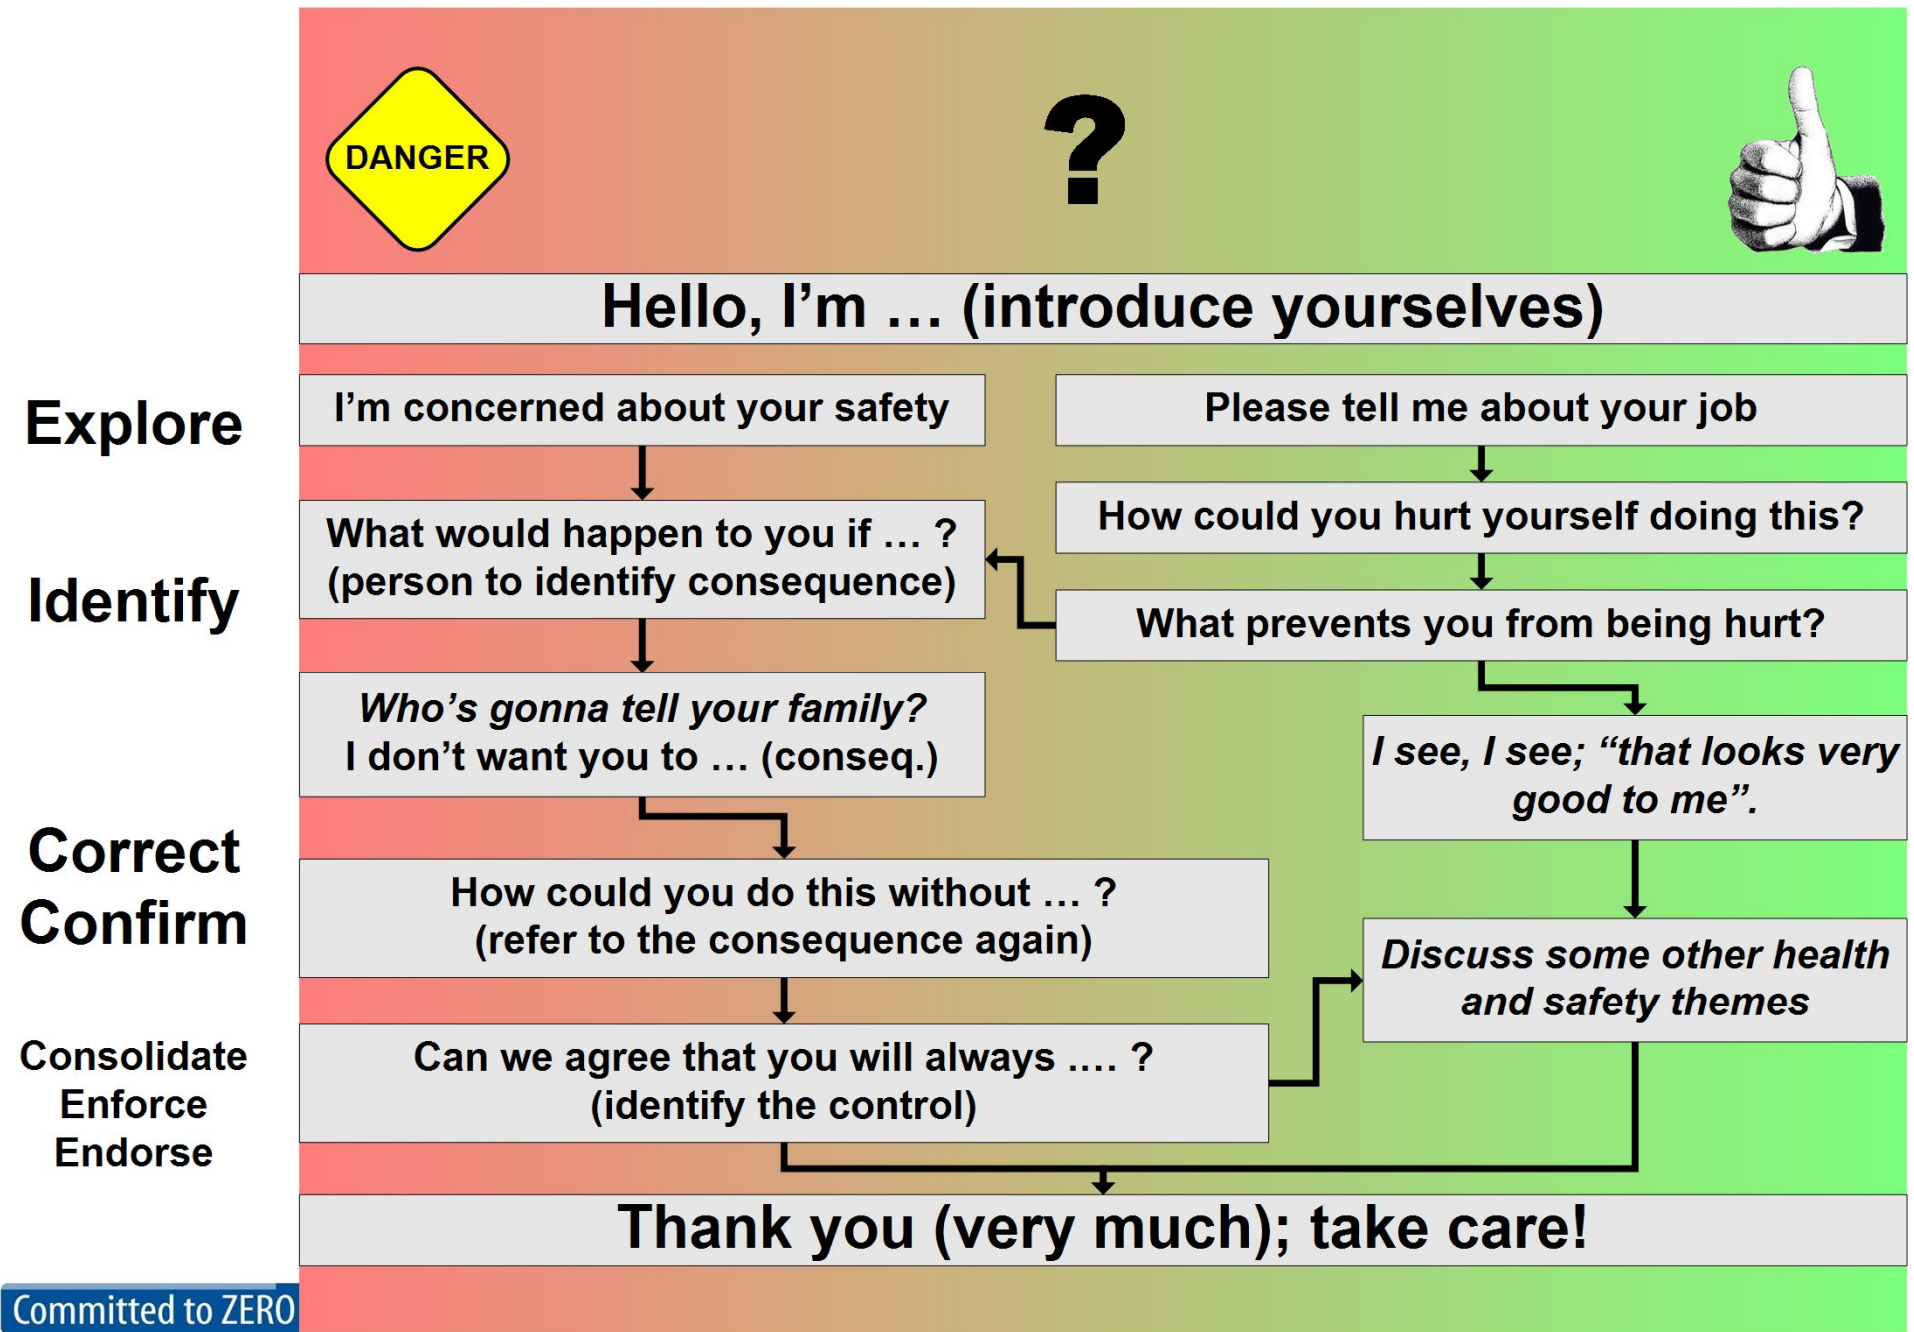 DANGER
?
Hello, I’m … (introduce yourselves)
Explore
I’m concerned about your safety
Please tell me about your job
What would happen to you if … ?
(person to identify consequence)
How could you hurt yourself doing this?
Identify
What prevents you from being hurt?
Who’s gonna tell your family?
I don’t want you to … (conseq.)
I see, I see; “that looks very
good to me”.
Correct
Confirm
How could you do this without … ?
(refer to the consequence again)
Discuss some other health
and safety themes
Consolidate
Enforce
Endorse
Can we agree that you will always .… ?
(identify the control)
Thank you (very much); take care!
Committed to ZERO